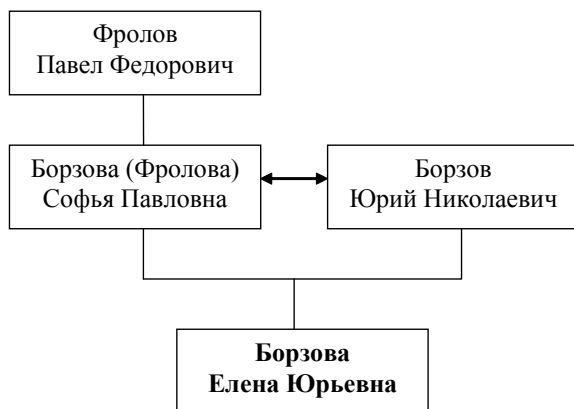 Фролов
Павел Федорович
Борзова (Фролова)
Софья Павловна
Борзов
Юрий Николаевич
Борзова
Елена Юрьевна